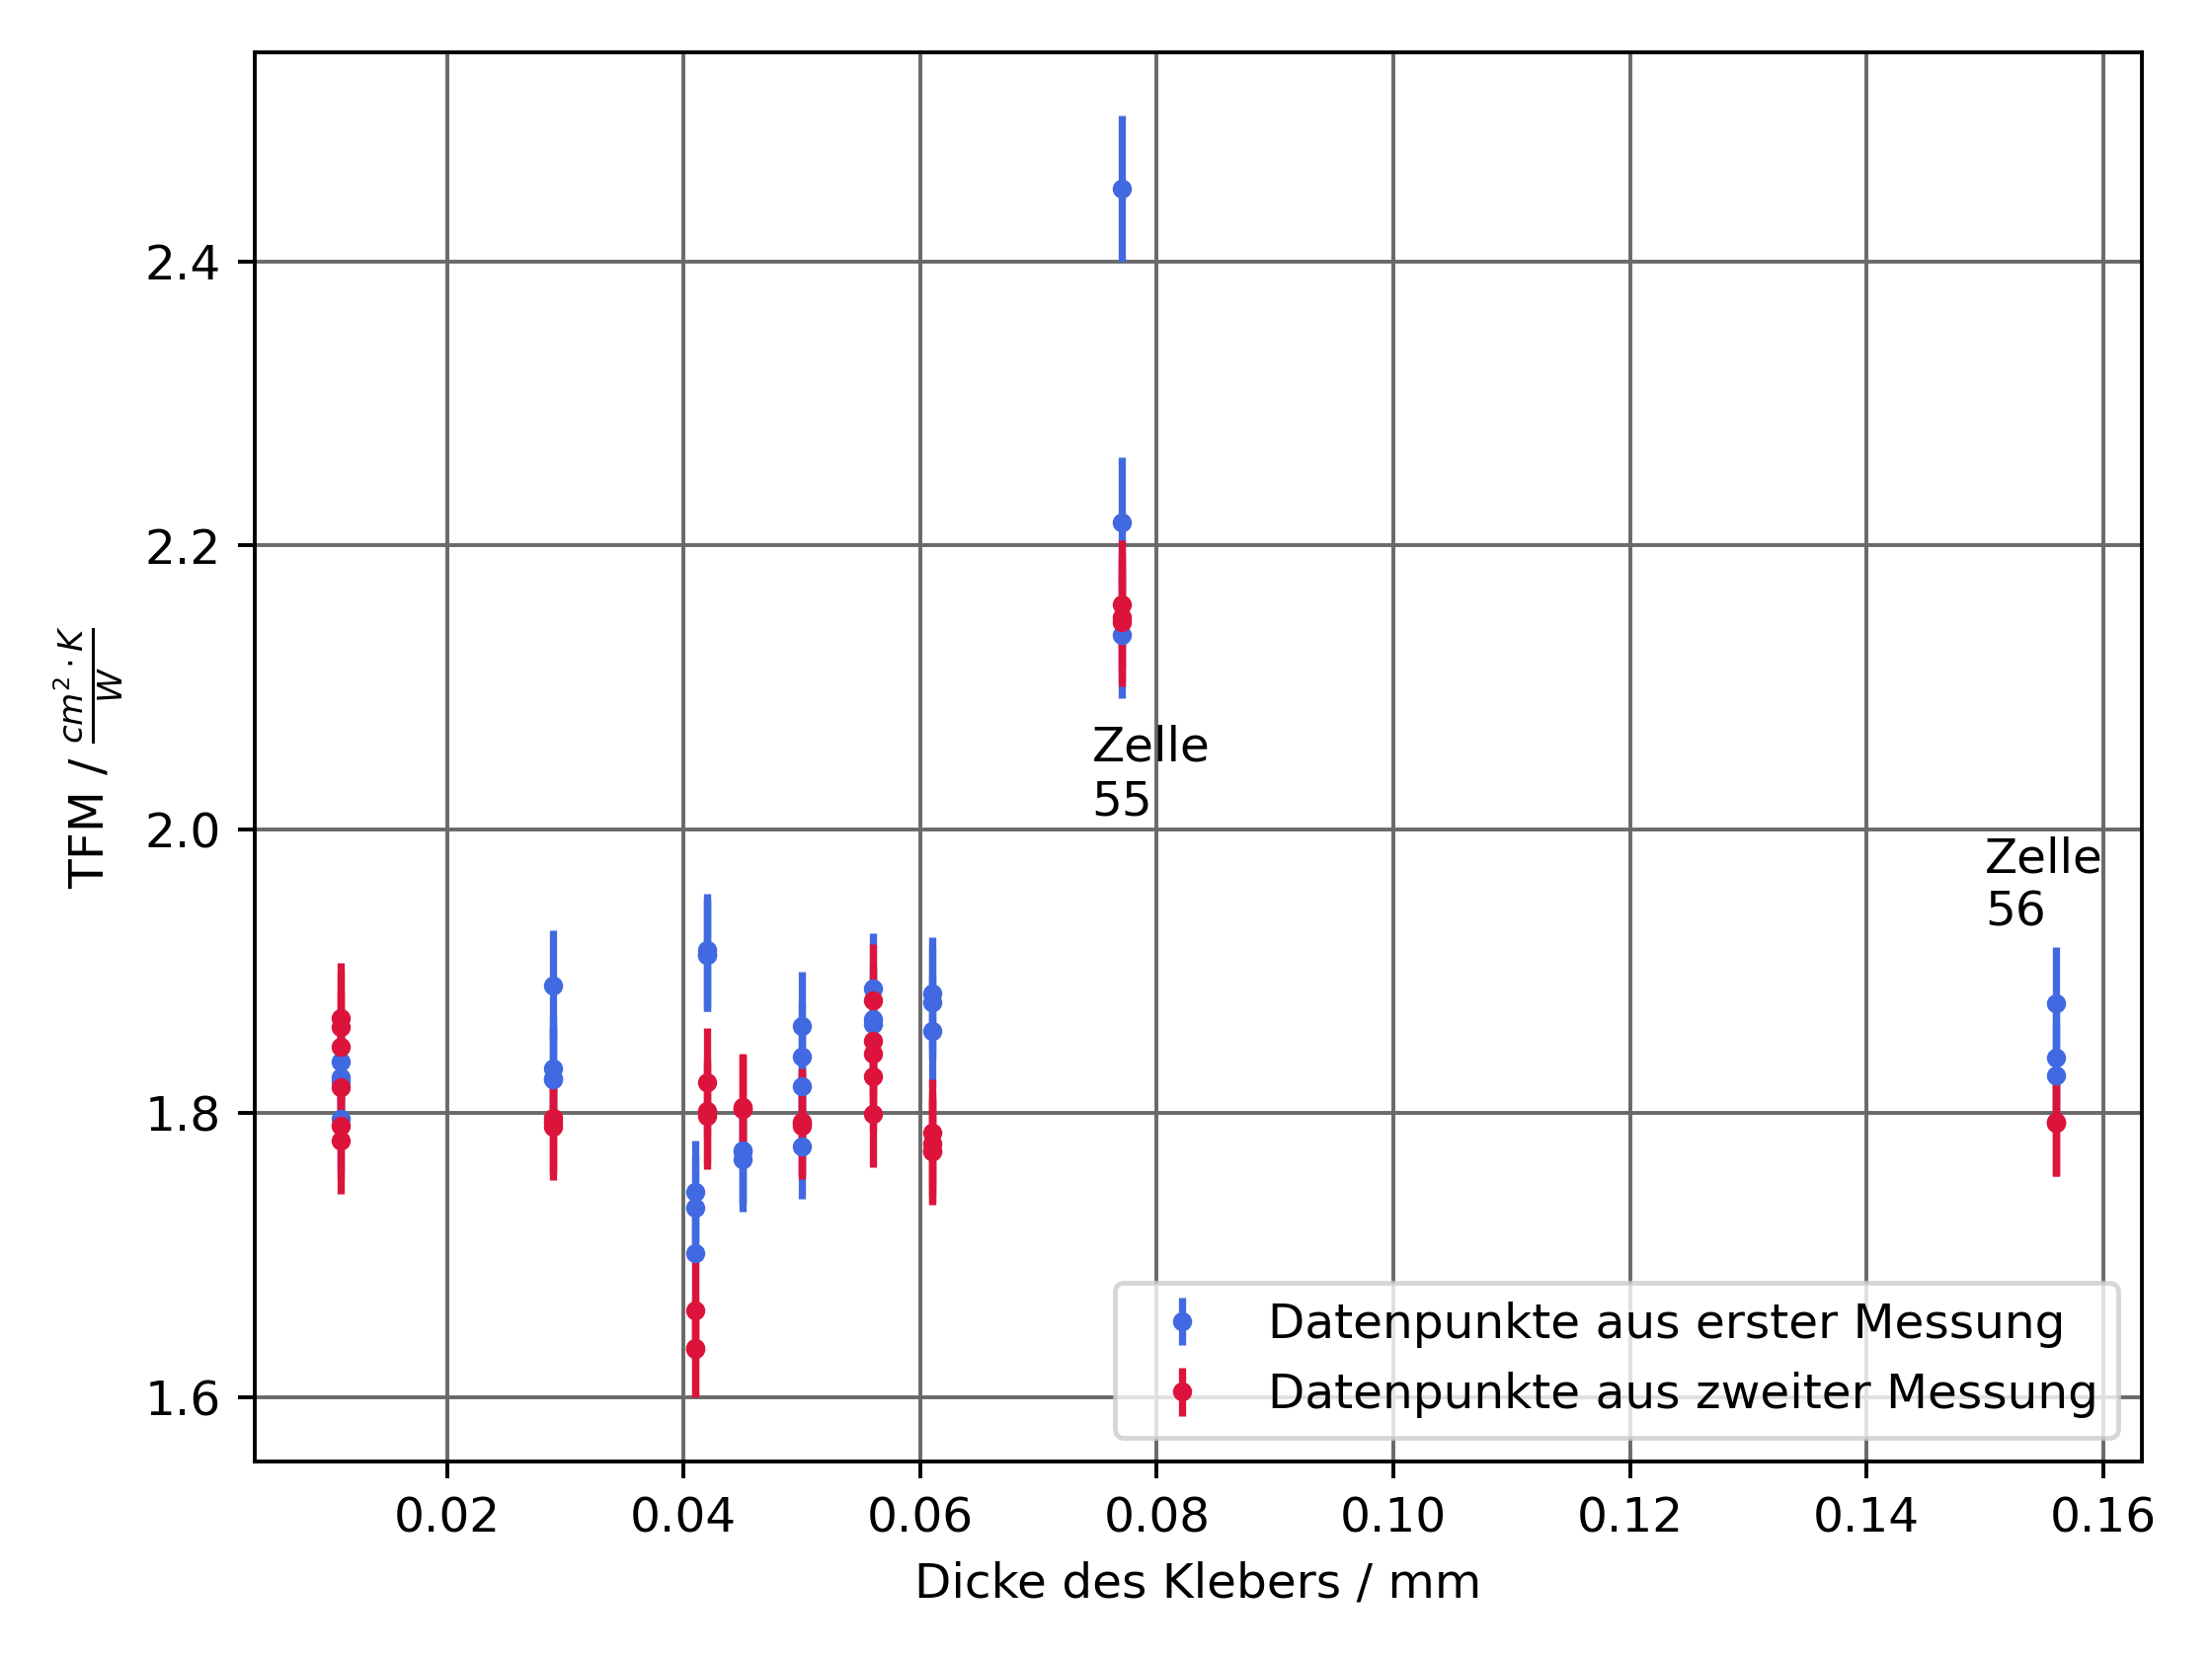 2.4
2.2
2.0
1.8
1.6
TFM / cm² · K
W
Zelle
55
Zelle
56
Datenpunkte aus erster Messung
Datenpunkte aus zweiter Messung
0.02 0.04 0.06 0.08 0.10 0.12 0.14 0.16
Dicke des Klebers / mm